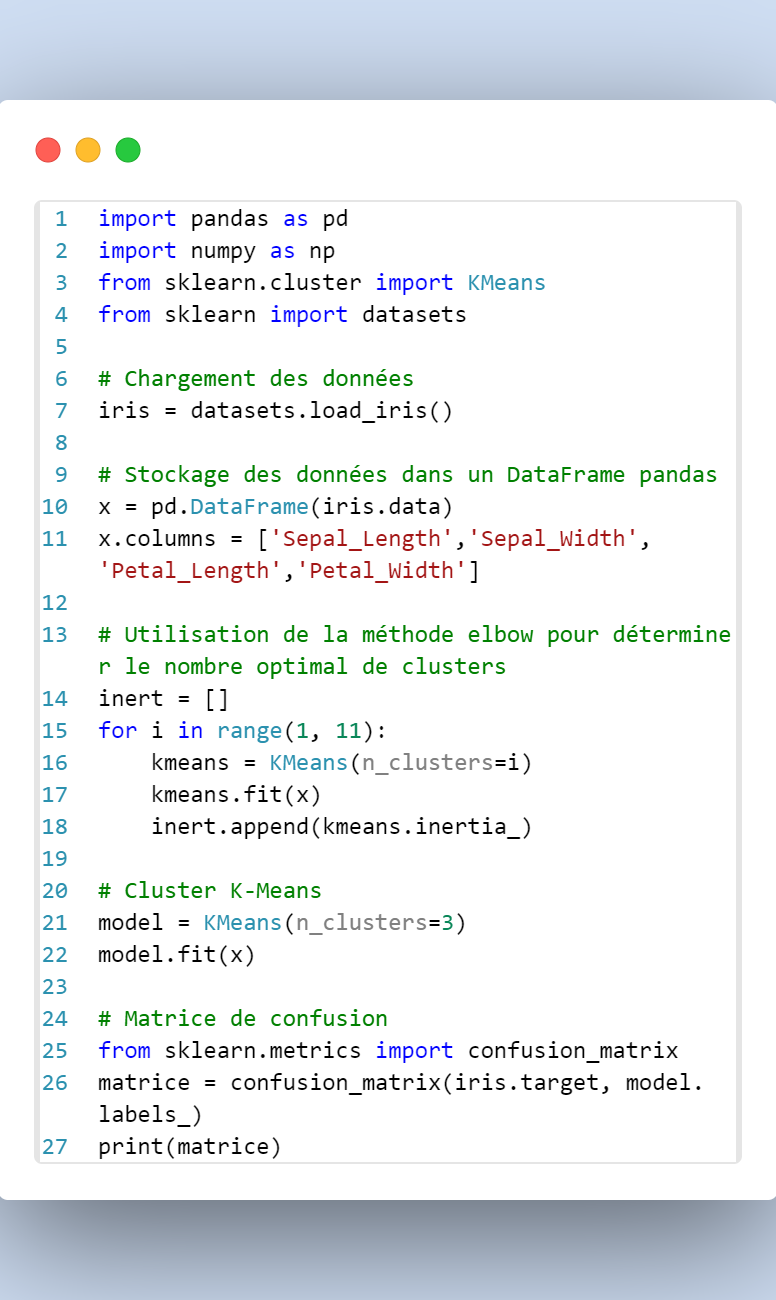 1 import pandas as pd
2 import numpy as np
3 from sklearn.cluster import KMeans
4 from sklearn import datasets
5
6 # Chargement des données
7 iris = datasets.load_iris()
8
9 # Stockage des données dans un DataFrame pandas
10 x = pd.DataFrame(iris.data)
11 x.columns = ['Sepal_Length','Sepal_Width',
'Petal_Length','Petal_Width']
12
13 # Utilisation de la méthode elbow pour détermine
r le nombre optimal de clusters
14 inert = []
15 for i in range(1, 11):
16     kmeans = KMeans(n_clusters=i)
17     kmeans.fit(x)
18     inert.append(kmeans.inertia_)
19
20 # Cluster K-Means
21 model = KMeans(n_clusters=3)
22 model.fit(x)
23
24 # Matrice de confusion
25 from sklearn.metrics import confusion_matrix
26 matrice = confusion_matrix(iris.target, model.
labels_)
27 print(matrice)